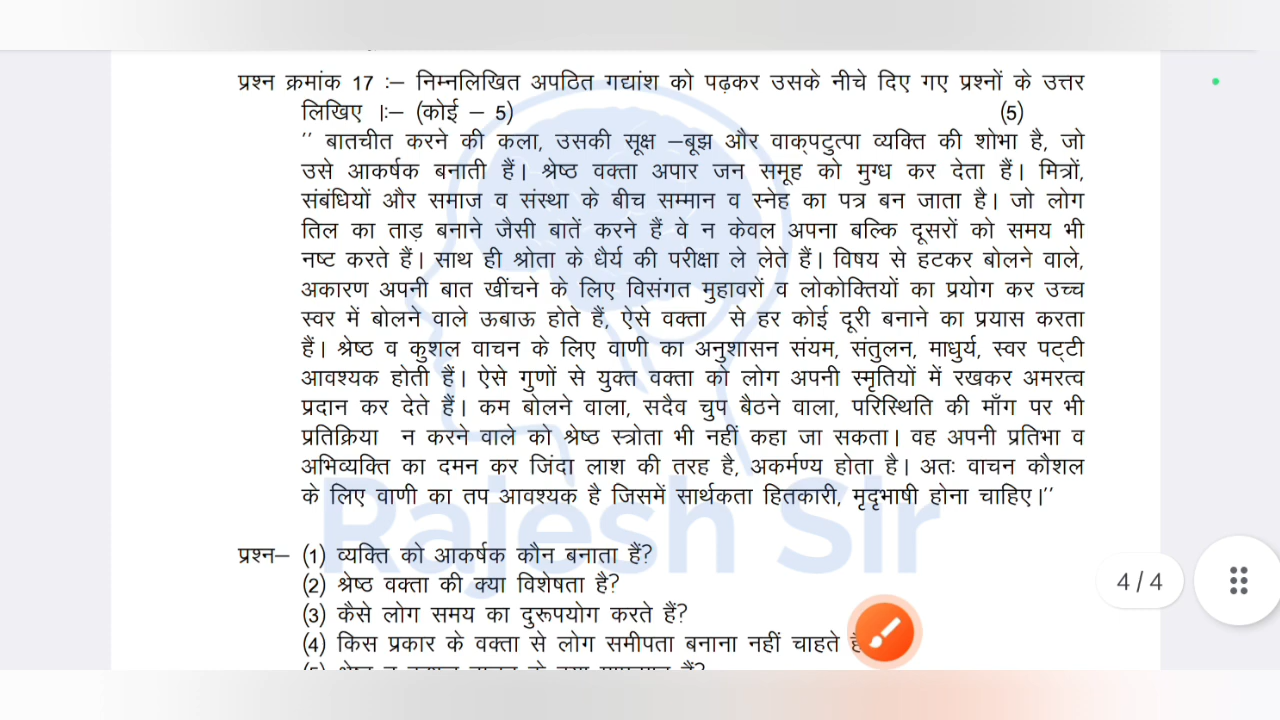 प्रश्न क्रमांक 17 :– निम्नलिखित अपठित गद्यांश को पढ़कर उसके नीचे दिए गए प्रश्नों के उत्तर
लिखिए ।:– (कोई – 5) (5)
'' बातचीत करने की कला, उसकी सूक्ष –बूझ और वाक्पटुत्पा व्यक्ति की शोभा है, जो
उसे आकर्षक बनाती हैं। श्रेष्ठ वक्ता अपार जन समूह को मुग्ध कर देता हैं। मित्रों,
संबंधियों और समाज व संस्था के बीच सम्मान व स्नेह का पत्र बन जाता है। जो लोग
तिल का ताड़ बनाने जैसी बातें करने हैं वे न केवल अपना बल्कि दूसरों को समय भी
नष्ट करते हैं। साथ ही श्रोता के धैर्य की परीक्षा ले लेते हैं। विषय से हटकर बोलने वाले,
अकारण अपनी बात खींचने के लिए विसंगत मुहावरों व लोकोक्तियों का प्रयोग कर उच्च
स्वर में बोलने वाले ऊबाऊ होते हैं, ऐसे वक्ता से हर कोई दूरी बनाने का प्रयास करता
हैं। श्रेष्ठ व कुशल वाचन के लिए वाणी का अनुशासन संयम, संतुलन, माधुर्य, स्वर पट्टी
आवश्यक होती हैं। ऐसे गुणों से युक्त वक्ता को लोग अपनी स्मृतियों में रखकर अमरत्व
प्रदान कर देते हैं। कम बोलने वाला, सदैव चुप बैठने वाला, परिस्थिति की माँग पर भी
प्रतिक्रिया न करने वाले को श्रेष्ठ स्त्रोता भी नहीं कहा जा सकता। वह अपनी प्रतिभा व
अभिव्यक्ति का दमन कर जिंदा लाश की तरह है, अकर्मण्य होता है। अतः वाचन कौशल
के लिए वाणी का तप आवश्यक है जिसमें सार्थकता हितकारी, मृदृभाषी होना चाहिए।''
Rajesh Sir
प्रश्न– (1) व्यक्ति को आकर्षक कौन बनाता हैं?
(2) श्रेष्ठ वक्ता की क्या विशेषता है?
4 / 4
(3) कैसे लोग समय का दुरूपयोग करते हैं?
(4) किस प्रकार के वक्ता से लोग समीपता बनाना नहीं चाहते